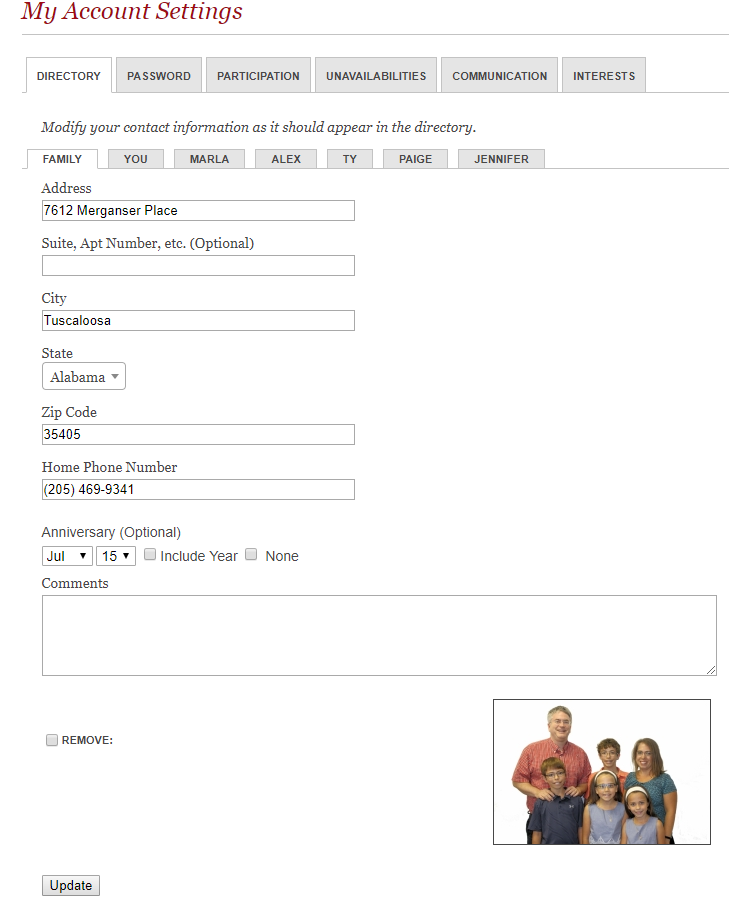 My Account Settings
DIRECTORY PASSWORD PARTICIPATION UNAVAILABILITIES COMMUNICATION INTERESTS
Modify your contact information as it should appear in the directory.
FAMILY YOU MARLA ALEX TY PAIGE JENNIFER
Address
7612 Merganser Place
Suite, Apt Number, etc. (Optional)
City
Tuscaloosa
State
Alabama
Zip Code
35405
Home Phone Number
(205) 469-9341
Anniversary (Optional)
Jul 15 Include Year None
Comments
REMOVE:
Update